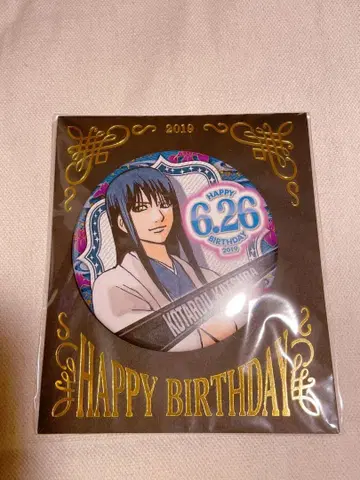 2019
HAPPY
6.26
BIRTHDAY
2019
KOTAROU KATSURA
HAPPY BIRTHDAY